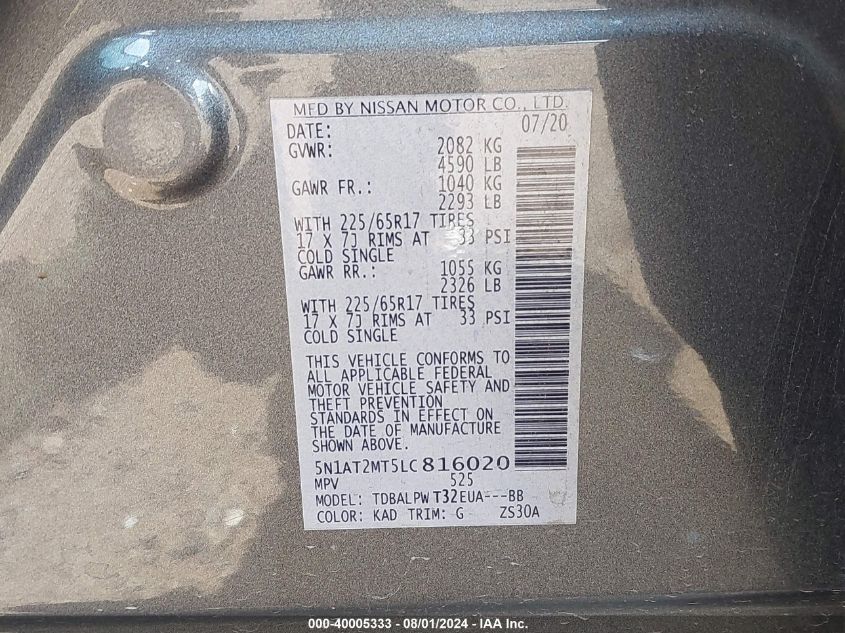 MFD BY NISSAN MOTOR CO., LTD.
DATE: 07/20
GVWR: 2082 KG
4590 LB
GAWR FR.: 1040 KG
2293 LB
WITH 225/65R17 TIRES
17 X 7J RIMS AT 33 PSI
COLD SINGLE
GAWR RR.: 1055 KG
2326 LB
WITH 225/65R17 TIRES
17 X 7J RIMS AT 33 PSI
COLD SINGLE
THIS VEHICLE CONFORMS TO
ALL APPLICABLE FEDERAL
MOTOR VEHICLE SAFETY AND
THEFT PREVENTION
STANDARDS IN EFFECT ON
THE DATE OF MANUFACTURE
SHOWN ABOVE.
5N1AT2MT5LC816020
MPV 525
MODEL: TDBALPW T32EUA---BB
COLOR: KAD TRIM: G ZS30A
000-40005333 - 08/01/2024 - IAA Inc.